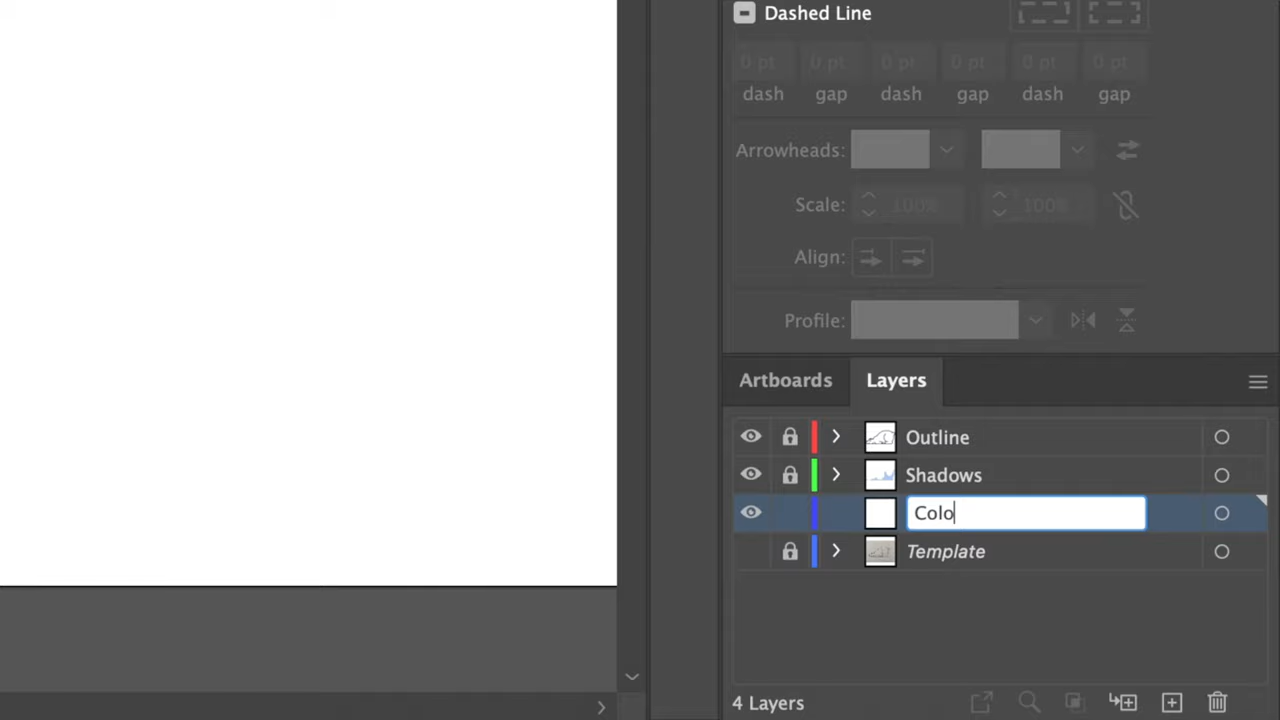 Dashed Line
0 pt 0 pt 0 pt 0 pt 0 pt 0 pt
dash gap dash gap dash gap
Arrowheads:
Scale: 100% 100%
Align:
Profile:
Artboards Layers
Outline
Shadows
Colo
Template
4 Layers